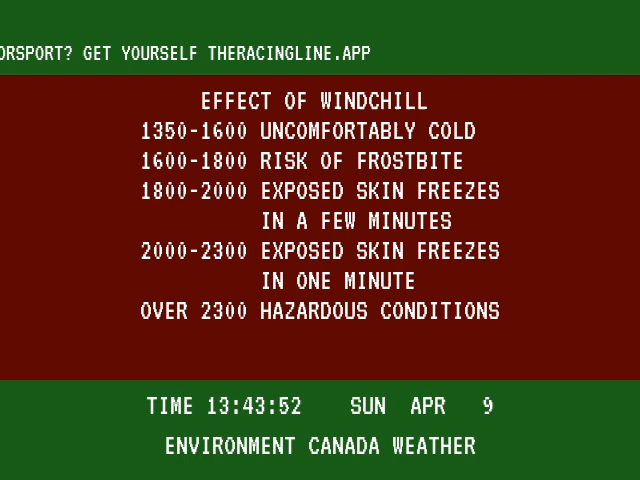 ORSPORT? GET YOURSELF THERACINGLINE.APP
EFFECT OF WINDCHILL
1350-1600 UNCOMFORTABLY COLD
1600-1800 RISK OF FROSTBITE
1800-2000 EXPOSED SKIN FREEZES
IN A FEW MINUTES
2000-2300 EXPOSED SKIN FREEZES
IN ONE MINUTE
OVER 2300 HAZARDOUS CONDITIONS
TIME 13:43:52 SUN APR 9
ENVIRONMENT CANADA WEATHER